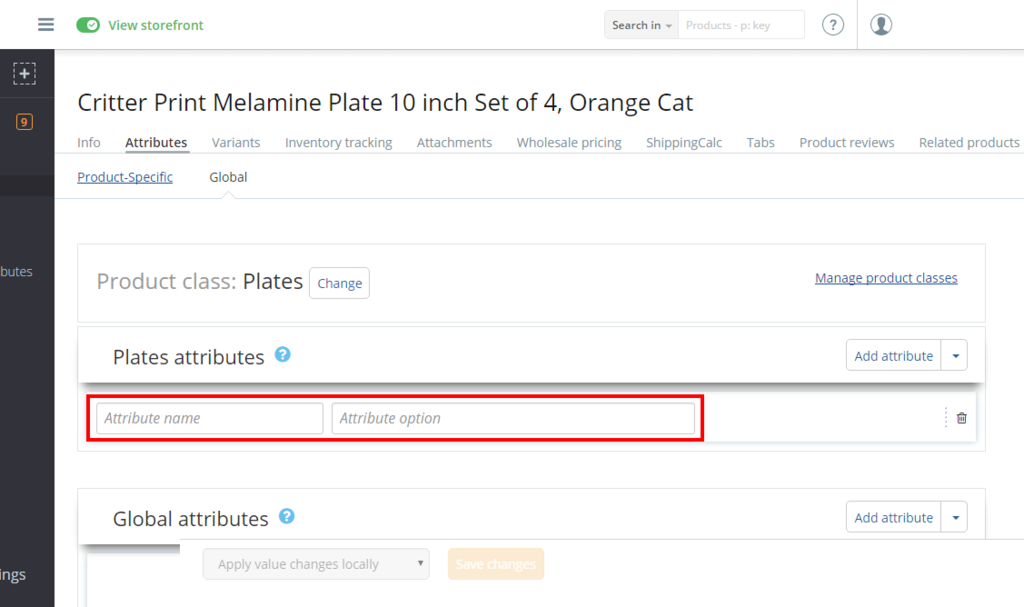 View storefront
Search in
Products - p: key
?
9
Critter Print Melamine Plate 10 inch Set of 4, Orange Cat
Info Attributes Variants Inventory tracking Attachments Wholesale pricing ShippingCalc Tabs Product reviews Related products
Product-Specific Global
butes
Product class: Plates Change Manage product classes
Plates attributes ? Add attribute
Attribute name Attribute option
Global attributes ? Add attribute
Apply value changes locally Save changes
ings